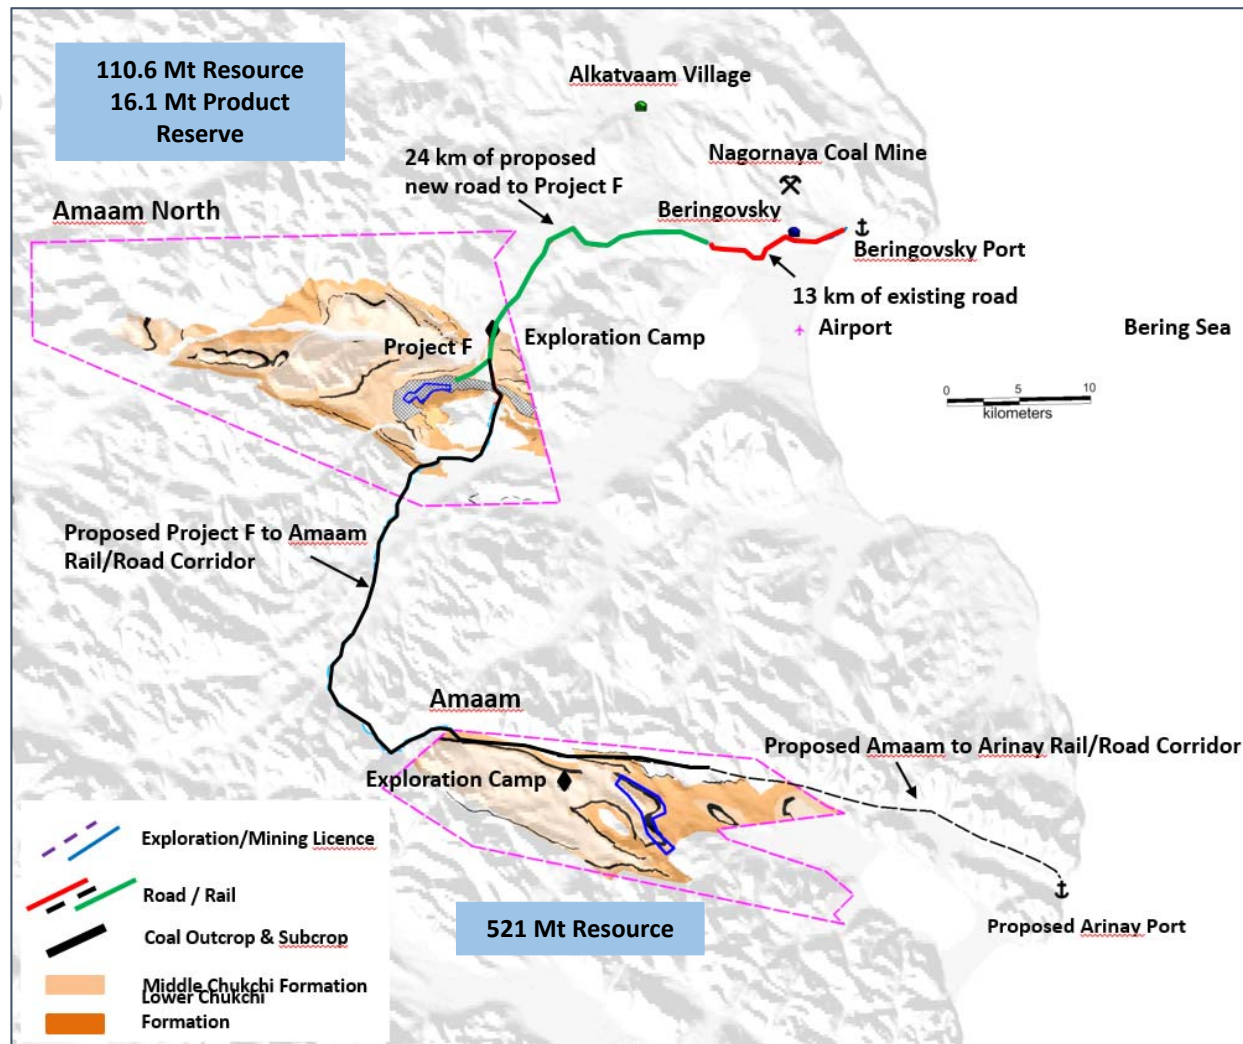 110.6 Mt Resource
16.1 Mt Product
Reserve
Alkatvaam Village
24 km of proposed
new road to Project F
Nagornaya Coal Mine
Amaam North
Beringovsky
Beringovsky Port
13 km of existing road
Airport
Bering Sea
Project F
Exploration Camp
0 5 10
kilometers
Proposed Project F to Amaam
Rail/Road Corridor
Amaam
Proposed Amaam to Arinay Rail/Road Corridor
Exploration Camp
521 Mt Resource
Proposed Arinay Port
Exploration/Mining Licence
Road / Rail
Coal Outcrop & Subcrop
Middle Chukchi Formation
Lower Chukchi
Formation